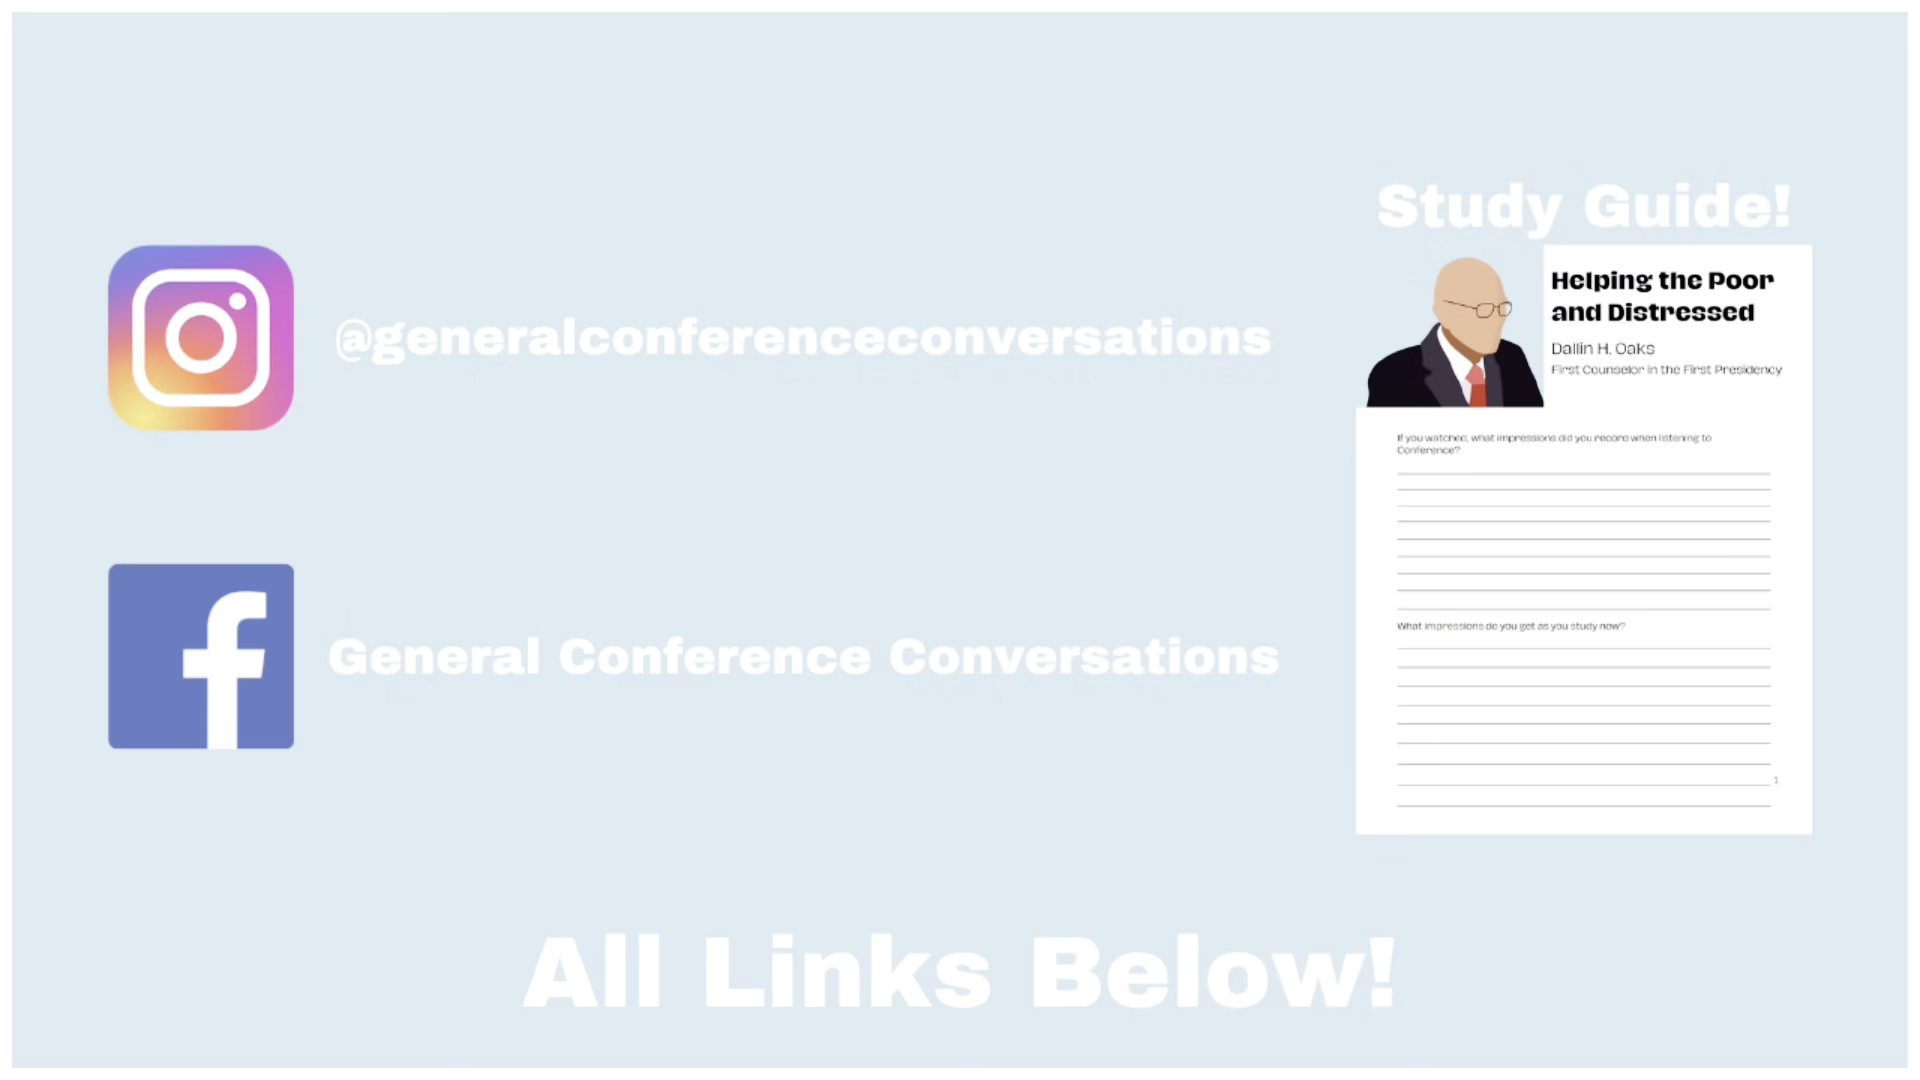 @generalconferenceconversations
General Conference Conversations
Study Guide!
Helping the Poor
and Distressed
Dallin H. Oaks
First Counselor in the First Presidency
If you watched, what impressions did you record when listening to
Conference?
What impressions do you get as you study now?
1
All Links Below!